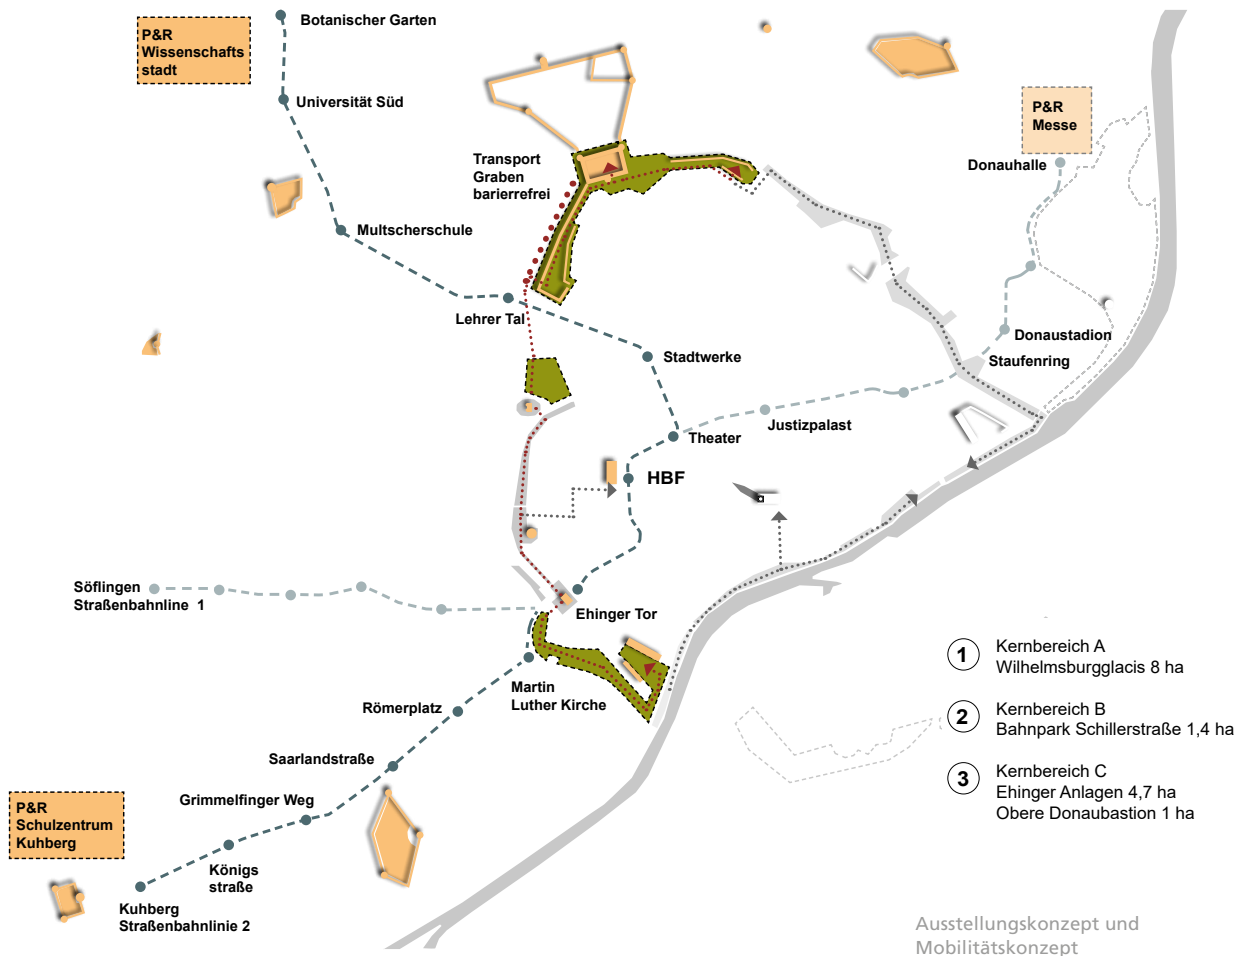 P&R
Wissenschafts
stadt
Botanischer Garten
Universität Süd
Multscherschule
Transport
Graben
barierrefrei
P&R
Messe
Donauhalle
Lehrer Tal
Stadtwerke
Donaustadion
Staufenring
Justizpalast
Theater
HBF
Söflingen
Straßenbahnline 1
Ehinger Tor
Martin
Luther Kirche
Römerplatz
Saarlandstraße
Grimmelfinger Weg
P&R
Schulzentrum
Kuhberg
Königs
straße
Kuhberg
Straßenbahnlinie 2
1
Kernbereich A
Wilhelmsburgglacis 8 ha
2
Kernbereich B
Bahnpark Schillerstraße 1,4 ha
3
Kernbereich C
Ehinger Anlagen 4,7 ha
Obere Donaubastion 1 ha
Ausstellungskonzept und
Mobilitätskonzept